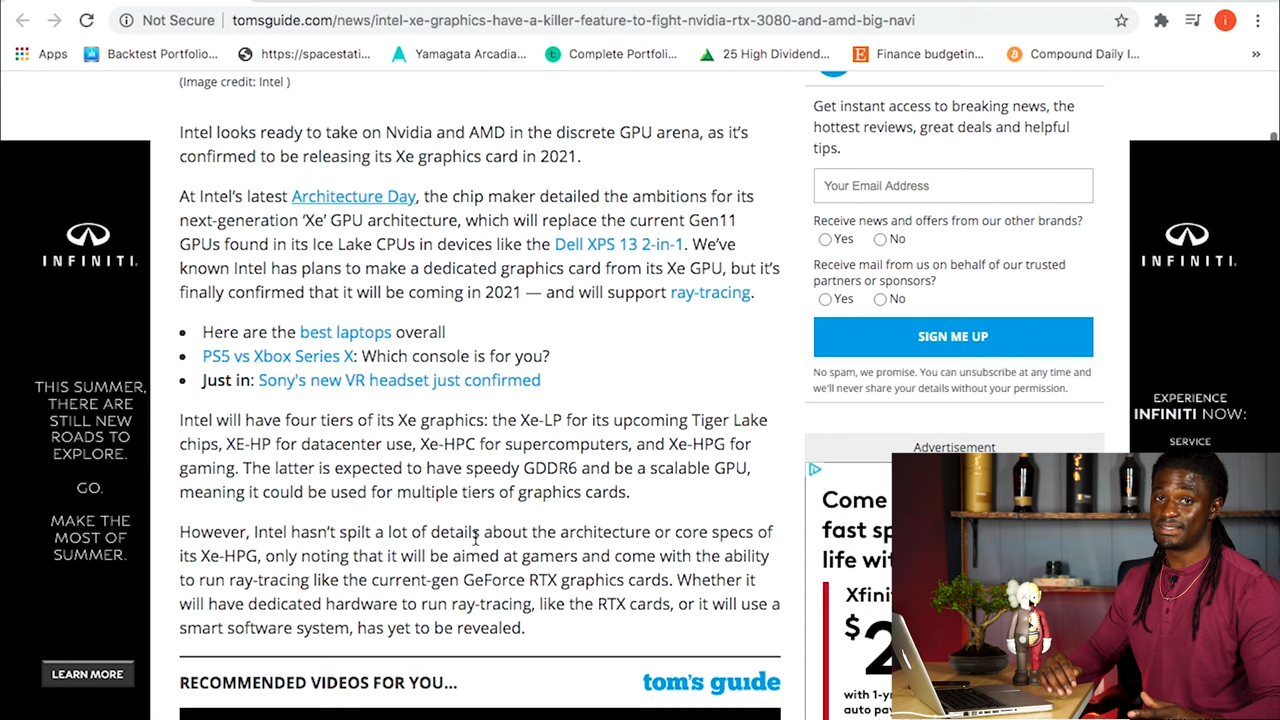 Not Secure
tomsguide.com/news/intel-xe-graphics-have-a-killer-feature-to-fight-nvidia-rtx-3080-and-amd-big-navi
i
Apps
Backtest Portfolio...
https://spacestati...
Yamagata Arcadia...
Complete Portfoli...
25 High Dividend...
Finance budgetin...
Compound Daily I...
»
(Image credit: Intel )
Intel looks ready to take on Nvidia and AMD in the discrete GPU arena, as it's
confirmed to be releasing its Xe graphics card in 2021.
At Intel's latest Architecture Day, the chip maker detailed the ambitions for its
next-generation 'Xe' GPU architecture, which will replace the current Gen11
GPUs found in its Ice Lake CPUs in devices like the Dell XPS 13 2-in-1. We've
known Intel has plans to make a dedicated graphics card from its Xe GPU, but it's
finally confirmed that it will be coming in 2021 — and will support ray-tracing.
• Here are the best laptops overall
• PS5 vs Xbox Series X: Which console is for you?
• Just in: Sony's new VR headset just confirmed
Intel will have four tiers of its Xe graphics: the Xe-LP for its upcoming Tiger Lake
chips, XE-HP for datacenter use, Xe-HPC for supercomputers, and Xe-HPG for
gaming. The latter is expected to have speedy GDDR6 and be a scalable GPU,
meaning it could be used for multiple tiers of graphics cards.
However, Intel hasn't spilt a lot of details about the architecture or core specs of
its Xe-HPG, only noting that it will be aimed at gamers and come with the ability
to run ray-tracing like the current-gen GeForce RTX graphics cards. Whether it
will have dedicated hardware to run ray-tracing, like the RTX cards, or it will use a
smart software system, has yet to be revealed.
RECOMMENDED VIDEOS FOR YOU...
tom's guide
INFINITI.
THIS SUMMER,
THERE ARE
STILL NEW
ROADS TO
EXPLORE.
GO.
MAKE THE
MOST OF
SUMMER.
LEARN MORE
Get instant access to breaking news, the
hottest reviews, great deals and helpful
tips.
Your Email Address
Receive news and offers from our other brands?
Yes
No
Receive mail from us on behalf of our trusted
partners or sponsors?
Yes
No
SIGN ME UP
No spam, we promise. You can unsubscribe at any time and
we'll never share your details without your permission.
Advertisement
Come
fast sp
life wit
Xfini
$2
with 1-y
auto pay
INFINITI.
EXPERIENCE
INFINITI NOW:
SERVICE